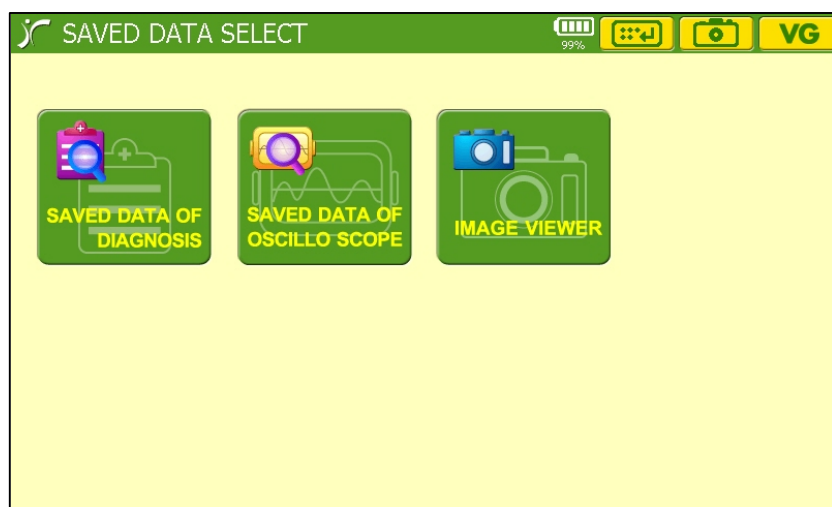 SAVED DATA SELECT
99%
VG
SAVED DATA OF
DIAGNOSIS
SAVED DATA OF
OSCILLO SCOPE
IMAGE VIEWER